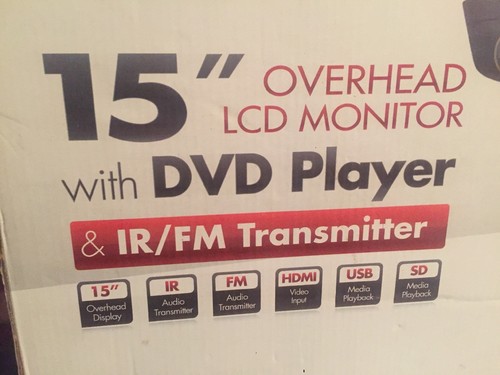 15" OVERHEAD
LCD MONITOR
with DVD Player
& IR/FM Transmitter
15"
Overhead
Display
IR
Audio
Transmitter
FM
Audio
Transmitter
HDMI
Video
Input
USB
Media
Playback
SD
Media
Playback